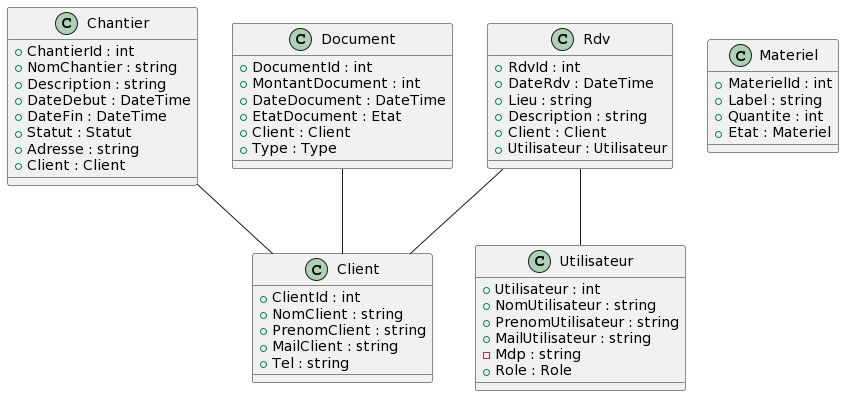 C Chantier
ChantierId : int
NomChantier : string
Description : string
DateDebut : DateTime
DateFin : DateTime
Statut : Statut
Adresse : string
Client : Client
C Document
DocumentId : int
MontantDocument : int
DateDocument : DateTime
EtatDocument : Etat
Client : Client
Type : Type
C Rdv
RdvId : int
DateRdv : DateTime
Lieu : string
Description : string
Client : Client
Utilisateur : Utilisateur
C Materiel
MaterielId : int
Label : string
Quantite : int
Etat : Materiel
C Client
ClientId : int
NomClient : string
PrenomClient : string
MailClient : string
Tel : string
C Utilisateur
Utilisateur : int
NomUtilisateur : string
PrenomUtilisateur : string
MailUtilisateur : string
Mdp : string
Role : Role